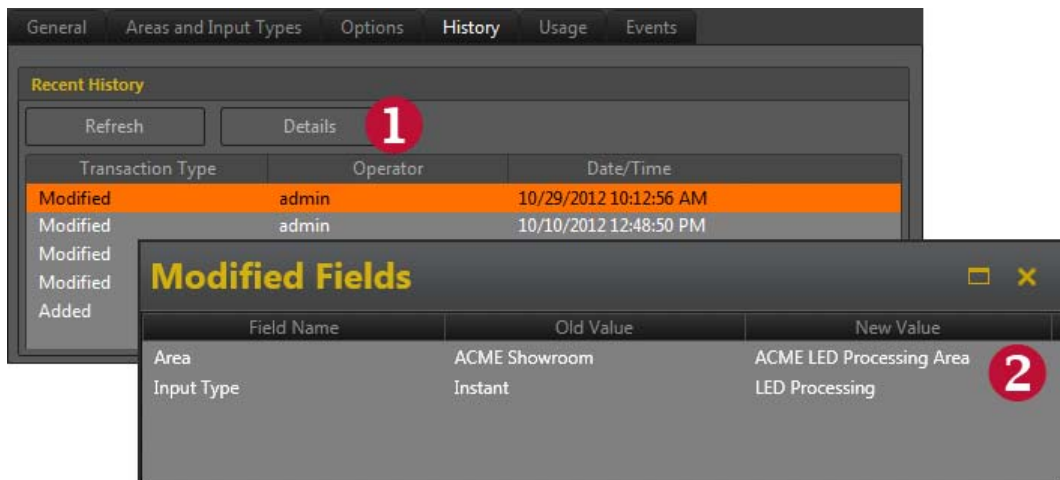 General Areas and Input Types Options History Usage Events
Recent History
Refresh Details 1
Transaction Type Operator Date/Time
Modified admin 10/29/2012 10:12:56 AM
Modified admin 10/10/2012 12:48:50 PM
Modified
Modified
Added
Modified Fields
Field Name Old Value New Value
Area ACME Showroom ACME LED Processing Area
Input Type Instant LED Processing
2